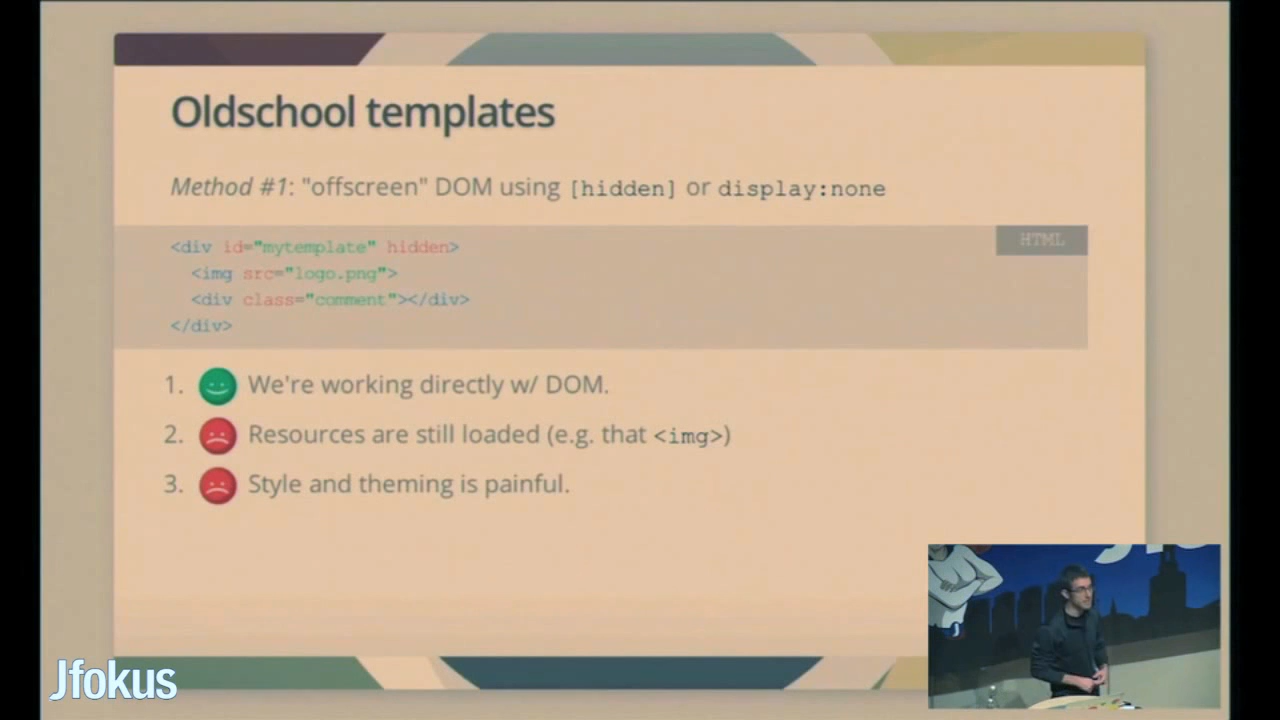 Oldschool templates
Method #1: "offscreen" DOM using [hidden] or display:none
HTML
<div id="mytemplate" hidden>
  <img src="logo.png">
  <div class="comment"></div>
</div>
1. We're working directly w/ DOM.
2. Resources are still loaded (e.g. that <img>)
3. Style and theming is painful.
Jfokus